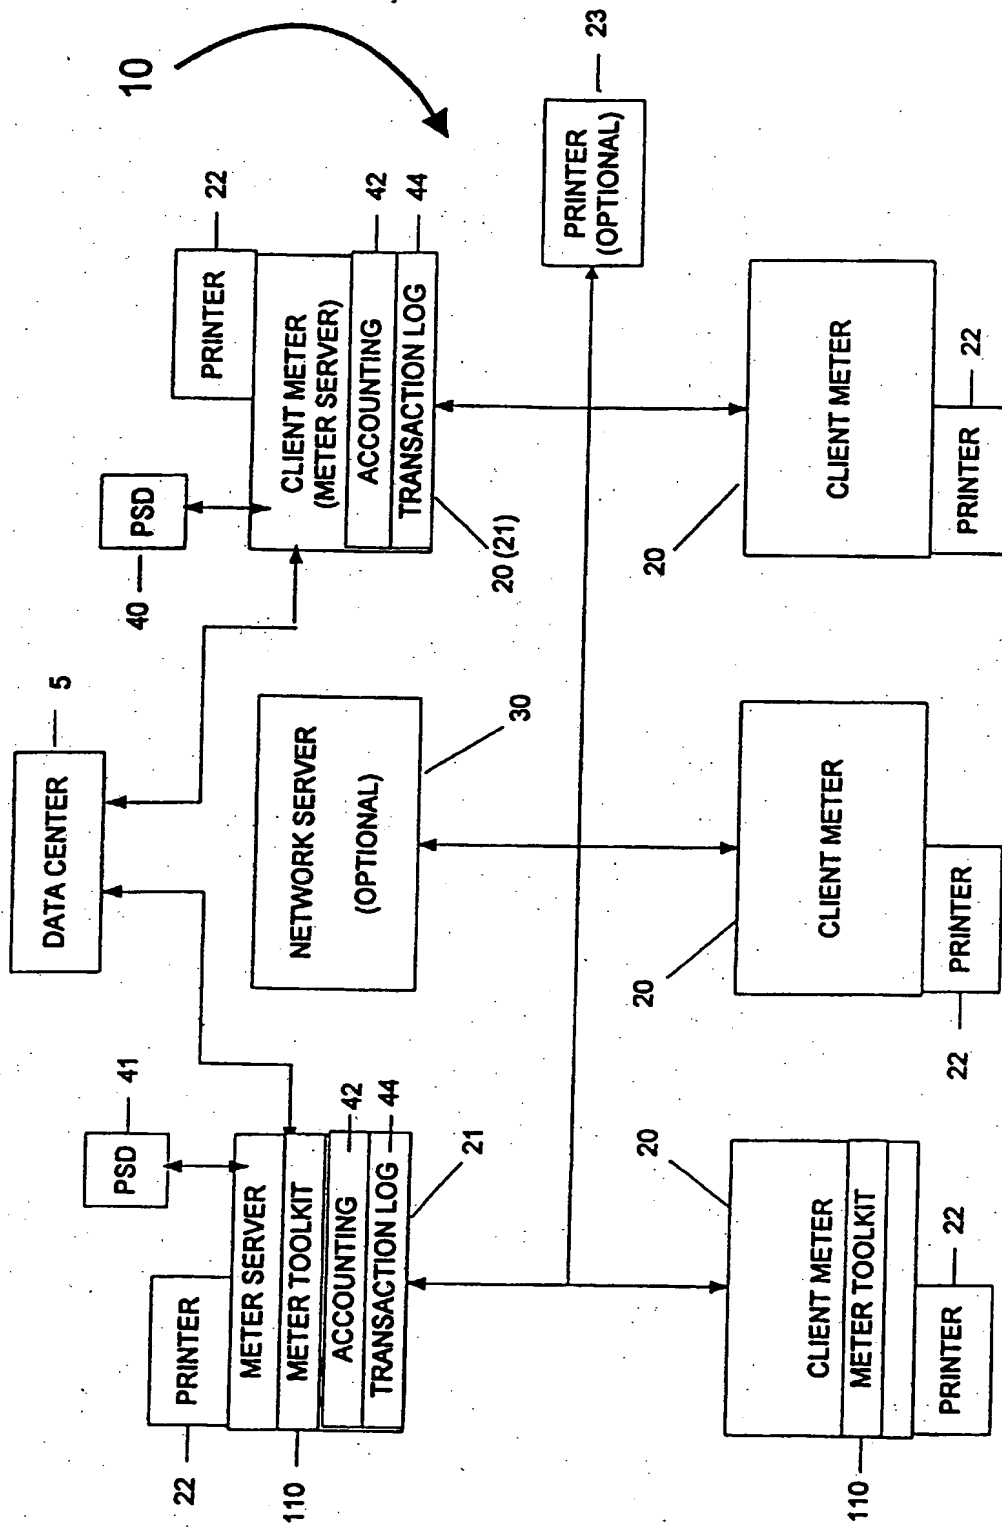 10
DATA CENTER
5
PSD
41
PRINTER
22
METER SERVER
METER TOOLKIT
110
ACCOUNTING
42
TRANSACTION LOG
44
21
NETWORK SERVER
(OPTIONAL)
30
PSD
40
PRINTER
22
CLIENT METER
(METER SERVER)
ACCOUNTING
42
TRANSACTION LOG
44
20 (21)
PRINTER
(OPTIONAL)
23
20
CLIENT METER
METER TOOLKIT
110
PRINTER
22
20
CLIENT METER
PRINTER
22
20
CLIENT METER
PRINTER
22